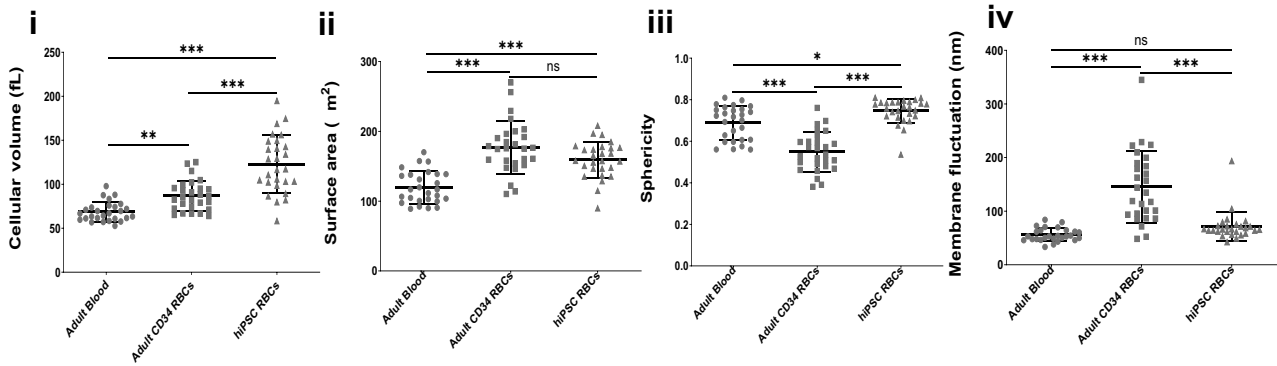 i
Cellular volume (fL)
250
200
150
100
50
0
***
***
**
Adult Blood
Adult CD34 RBCs
hiPSC RBCs
ii
Surface area ( m²)
300
200
100
0
***
***
ns
Adult Blood
Adult CD34 RBCs
hiPSC RBCs
iii
Sphericity
1.0
0.8
0.6
0.4
0.2
0.0
*
***
***
Adult Blood
Adult CD34 RBCs
hiPSC RBCs
iv
Membrane fluctuation (nm)
400
300
200
100
0
ns
***
***
Adult Blood
Adult CD34 RBCs
hiPSC RBCs